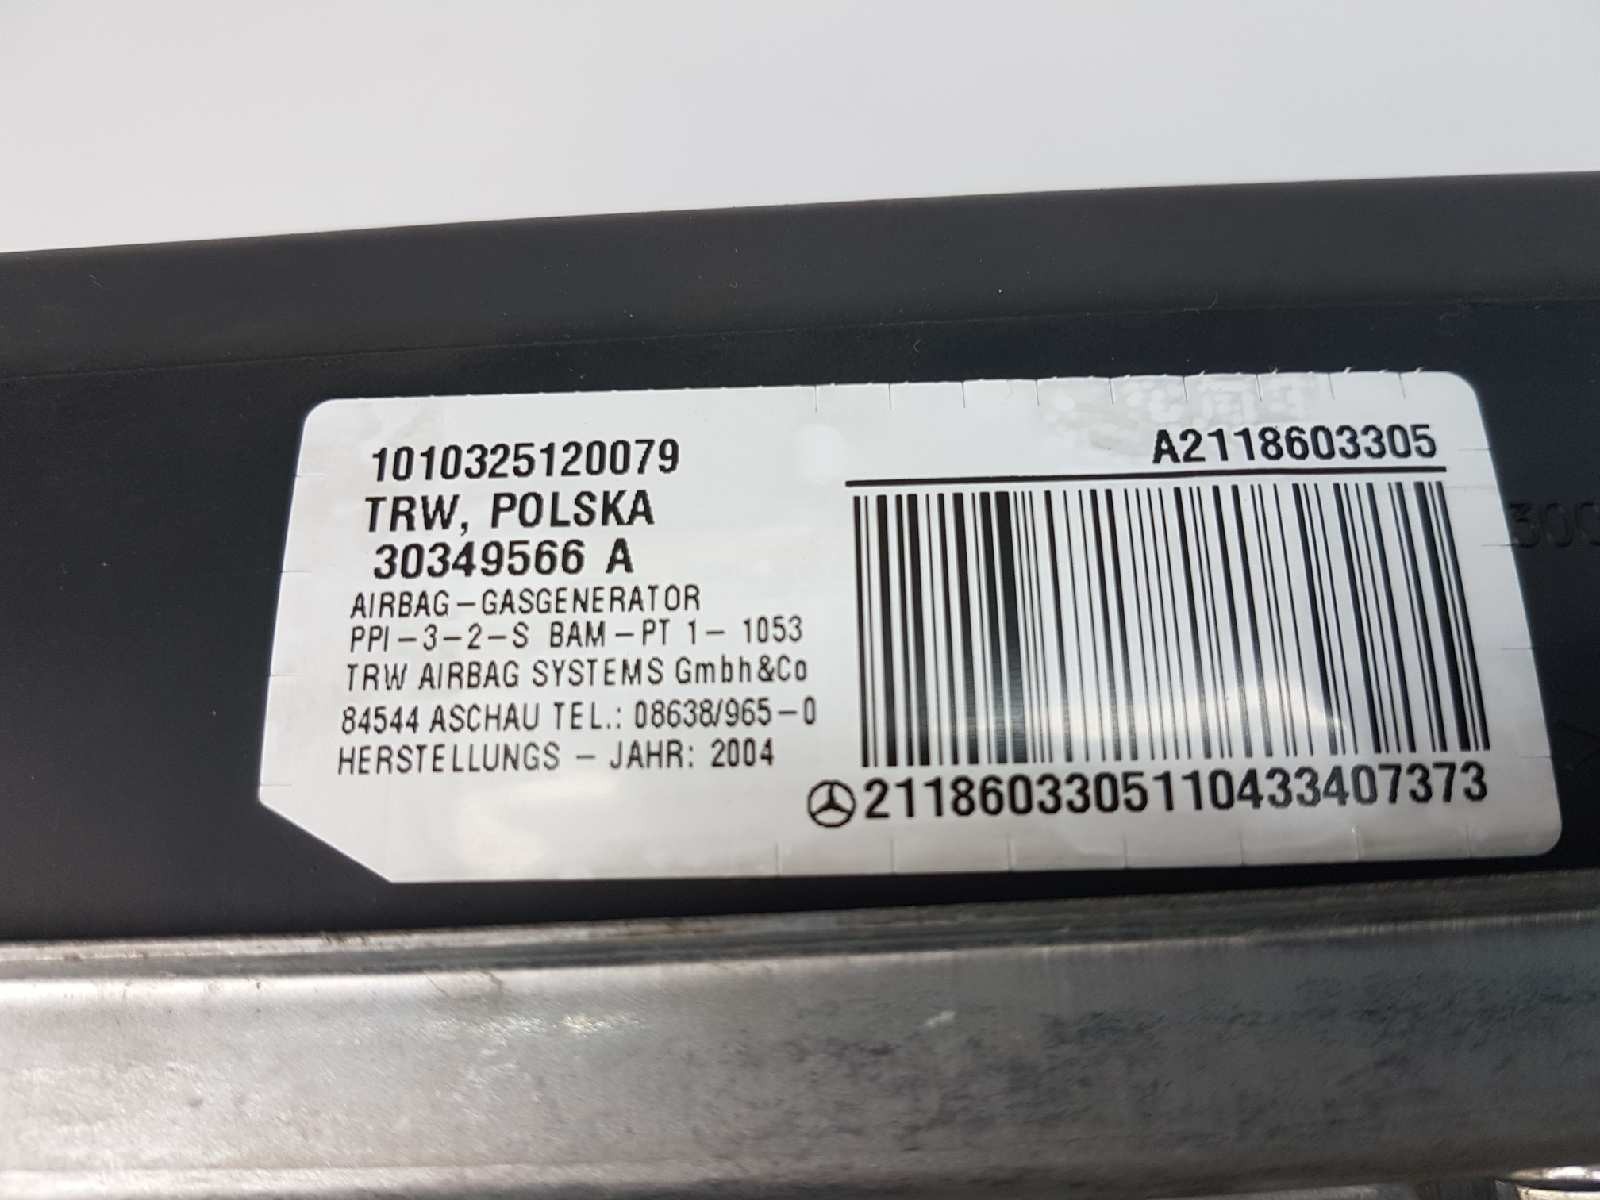 1010325120079
TRW, POLSKA
30349566 A
AIRBAG-GASGENERATOR
PPI-3-2-S BAM-PT 1- 1053
TRW AIRBAG SYSTEMS Gmbh&Co
84544 ASCHAU TEL.: 08638/965-0
HERSTELLUNGS - JAHR: 2004
A2118603305
2118603305110433407373